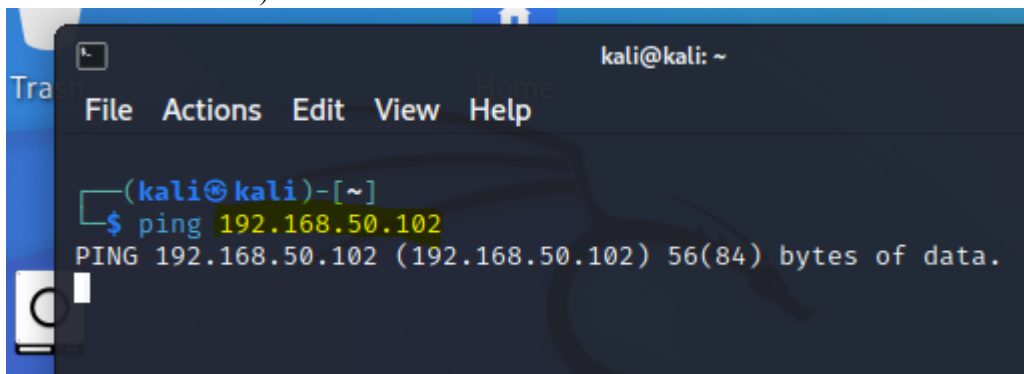 kali@kali: ~
Trash
Home
File Actions Edit View Help
(kali㉿kali)-[~]
$ ping 192.168.50.102
PING 192.168.50.102 (192.168.50.102) 56(84) bytes of data.